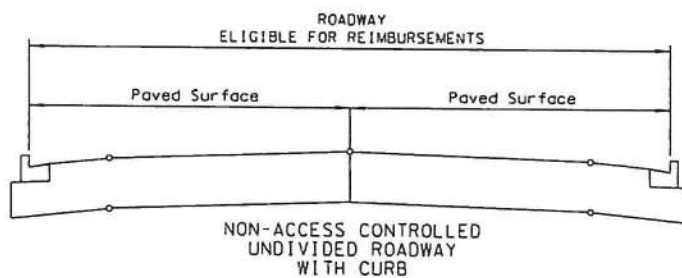 ROADWAY
ELIGIBLE FOR REIMBURSEMENTS
Paved Surface
Paved Surface
NON-ACCESS CONTROLLED
UNDIVIDED ROADWAY
WITH CURB